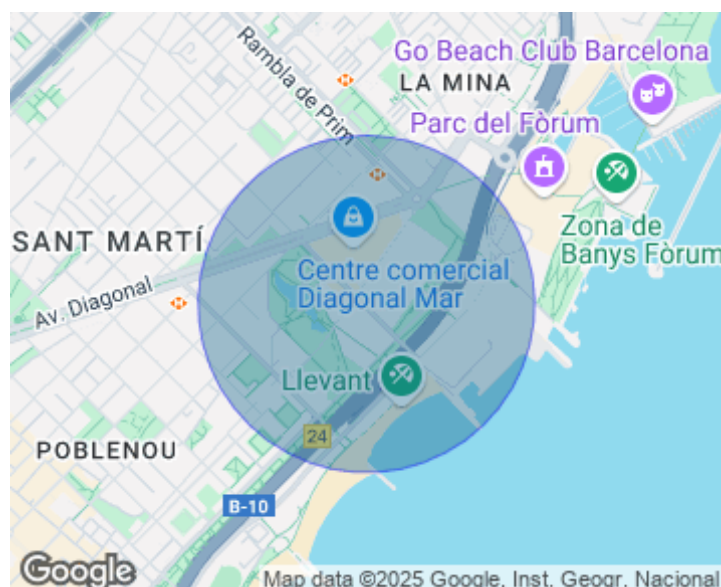 Go Beach Club Barcelona
Rambla de Prim
LA MINA
Parc del Fòrum
Zona de
Banys Fòrum
SANT MARTÍ
Centre comercial
Diagonal Mar
Av. Diagonal
Llevant
24
POBLENOU
B-10
Google
Map data ©2025 Google, Inst. Geogr. Nacional